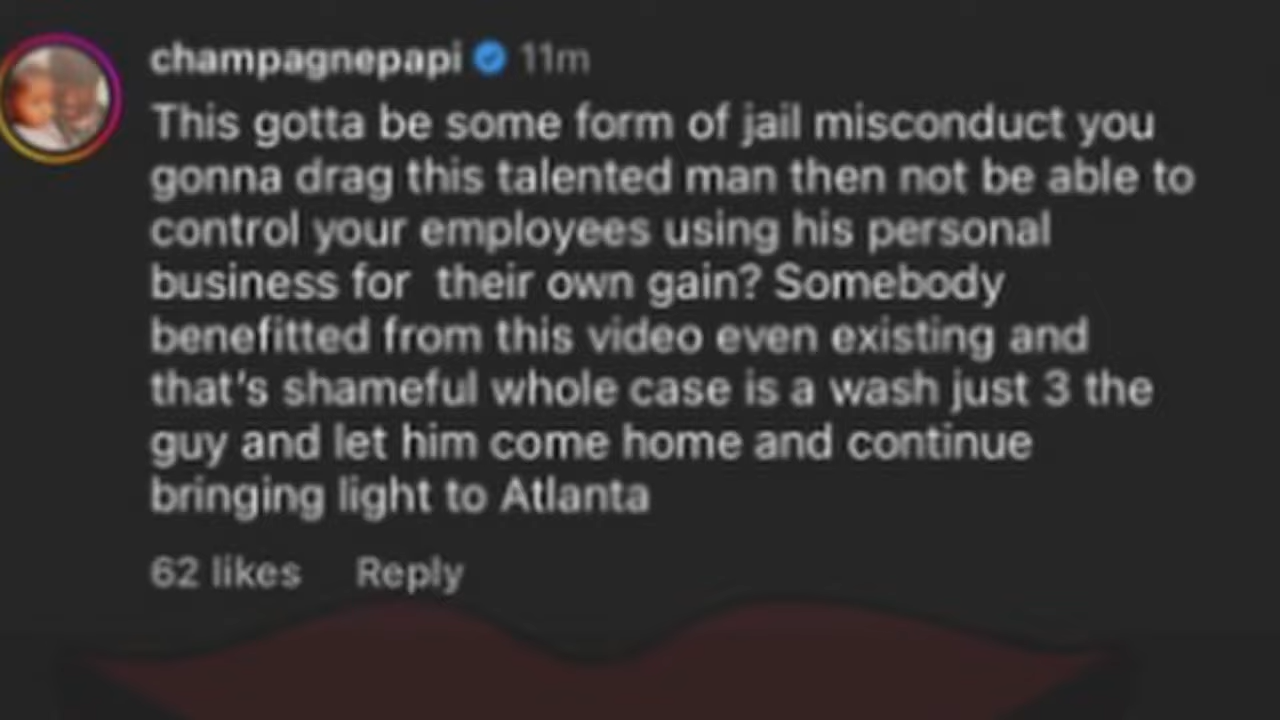 champagnepapi 11m
This gotta be some form of jail misconduct you
gonna drag this talented man then not be able to
control your employees using his personal
business for  their own gain? Somebody
benefitted from this video even existing and
that's shameful whole case is a wash just 3 the
guy and let him come home and continue
bringing light to Atlanta
62 likes Reply